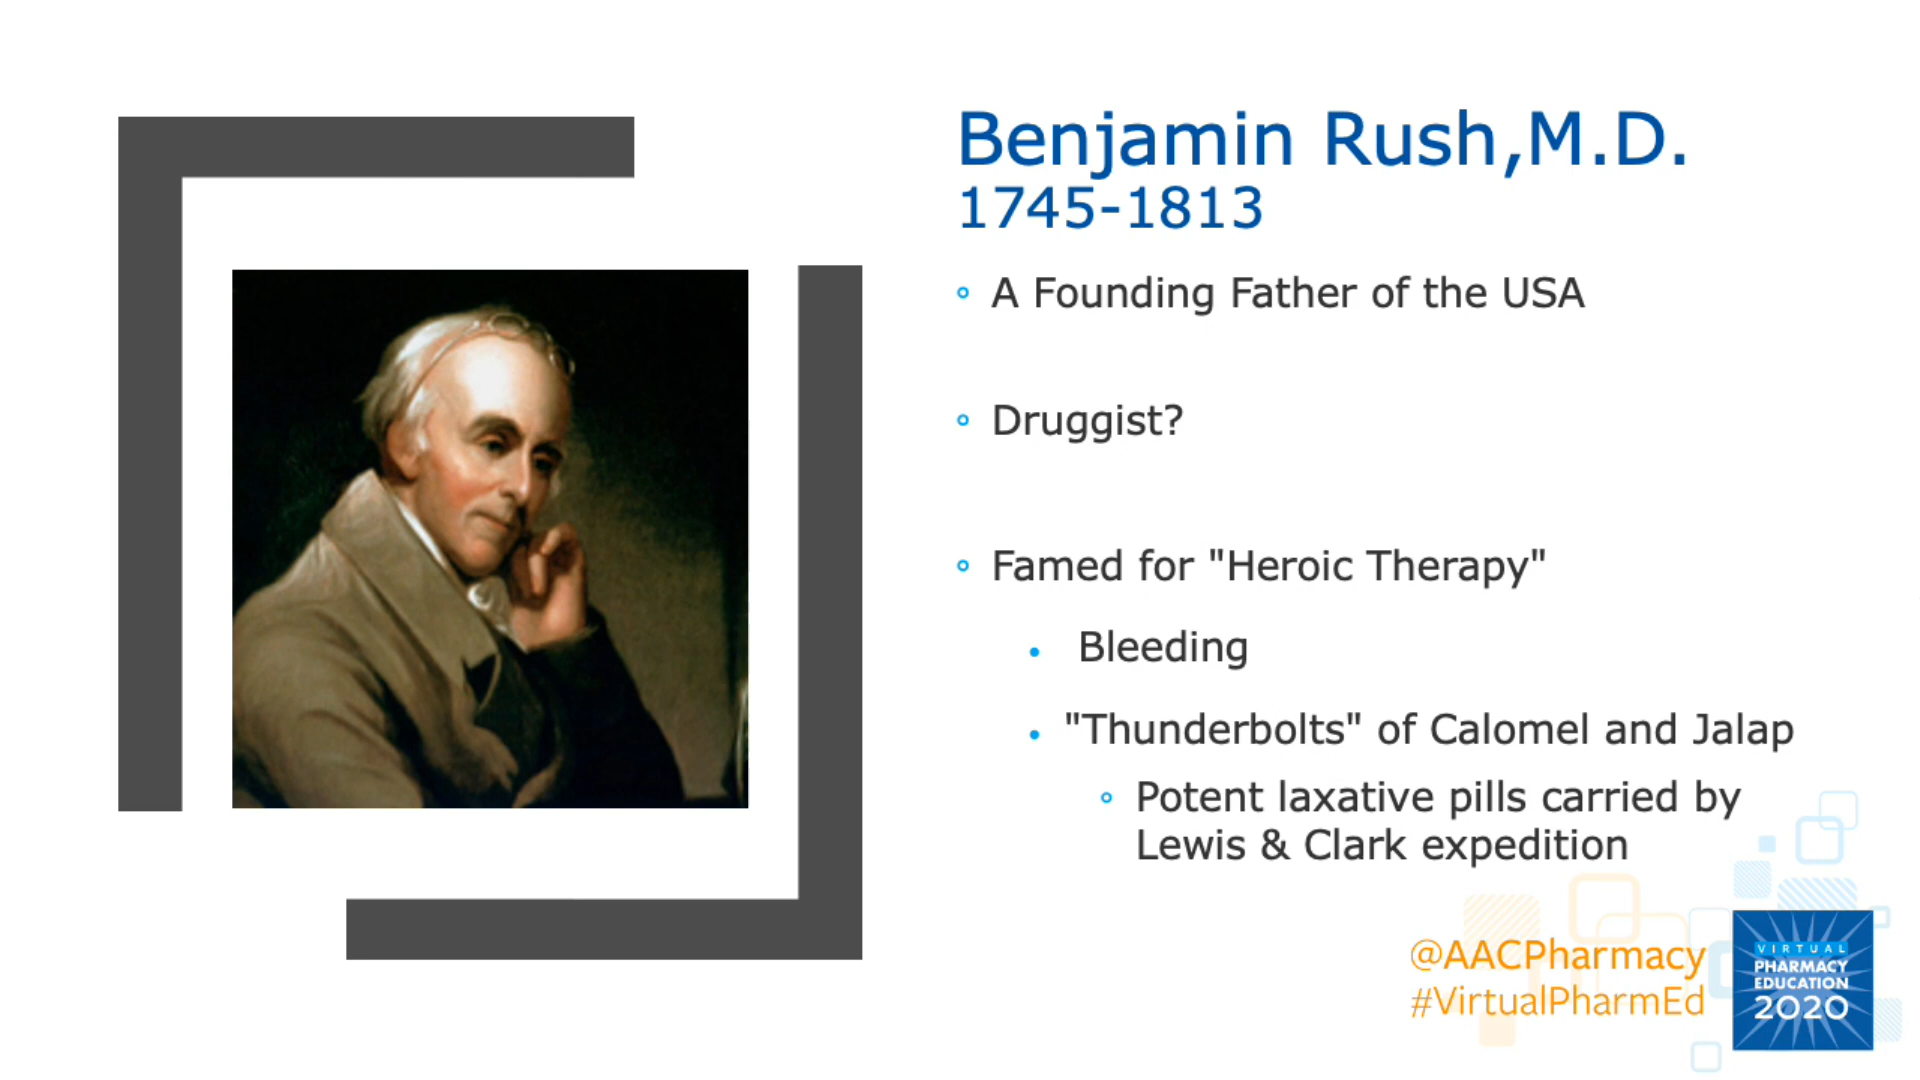 Benjamin Rush,M.D.
1745-1813
A Founding Father of the USA
Druggist?
Famed for "Heroic Therapy"
Bleeding
"Thunderbolts" of Calomel and Jalap
Potent laxative pills carried by
Lewis & Clark expedition
@AACPharmacy
#VirtualPharmEd
VIRTUAL
PHARMACY
EDUCATION
2020